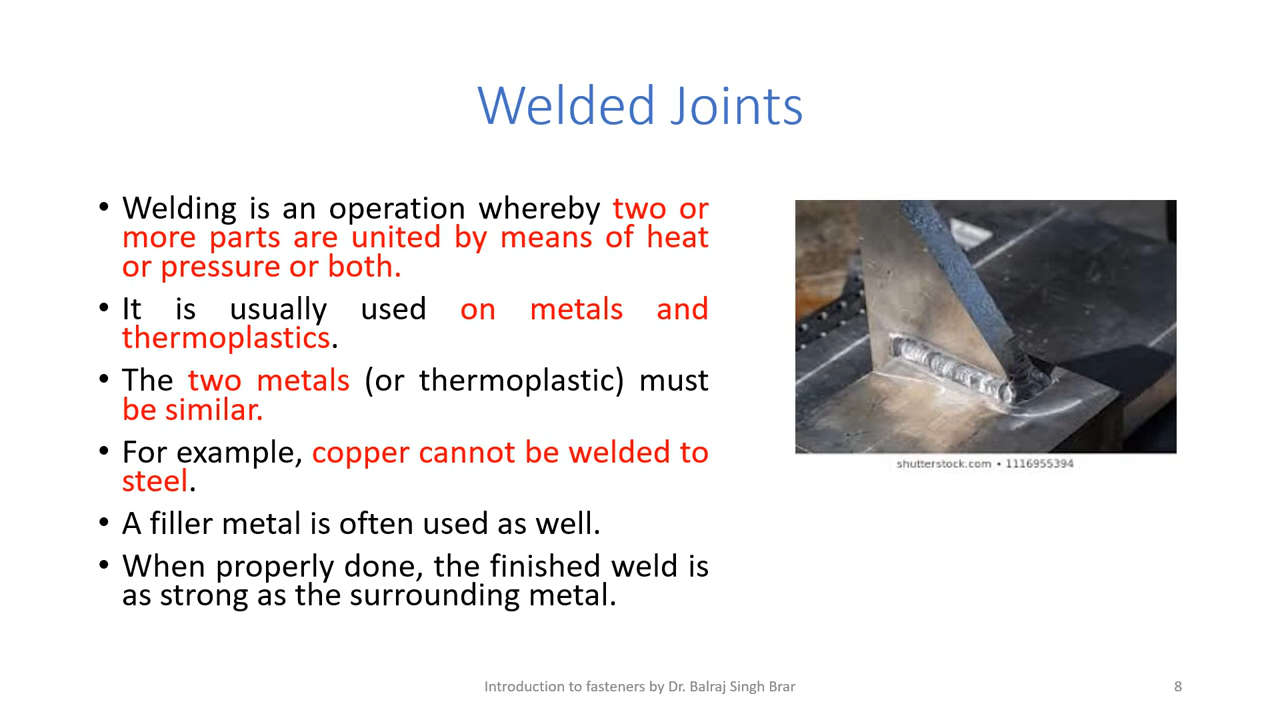 Welded Joints
• Welding is an operation whereby two or
more parts are united by means of heat
or pressure or both.
• It is usually used on metals and
thermoplastics.
• The two metals (or thermoplastic) must
be similar.
• For example, copper cannot be welded to
steel.
• A filler metal is often used as well.
• When properly done, the finished weld is
as strong as the surrounding metal.
shutterstock.com • 1116955394
Introduction to fasteners by Dr. Balraj Singh Brar
8